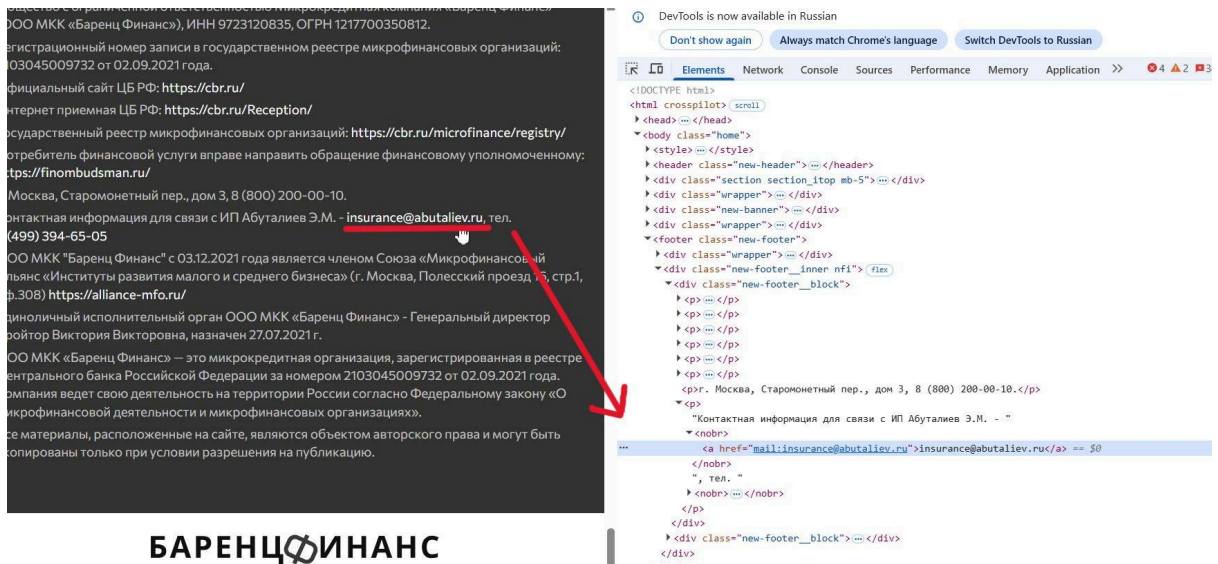 ООО МКК «Баренц Финанс»), ИНН 9723120835, ОГРН 1217700350812.
егистрационный номер записи в государственном реестре микрофинансовых организаций:
103045009732 от 02.09.2021 года.
фициальный сайт ЦБ РФ: https://cbr.ru/
нтернет приемная ЦБ РФ: https://cbr.ru/Reception/
осударственный реестр микрофинансовых организаций: https://cbr.ru/microfinance/registry/
отребитель финансовой услуги вправе направить обращение финансовому уполномоченному:
ttps://finombudsman.ru/
Москва, Старомонетный пер., дом 3, 8 (800) 200-00-10.
онтактная информация для связи с ИП Абуталиев Э.М. - insurance@abutaliev.ru, тел.
(499) 394-65-05
ОО МКК "Баренц Финанс" с 03.12.2021 года является членом Союза «Микрофинансовый
льянс «Институты развития малого и среднего бизнеса» (г. Москва, Полесский проезд 16, стр.1,
ф.308) https://alliance-mfo.ru/
диноличный исполнительный орган ООО МКК «Баренц Финанс» - Генеральный директор
ройтор Виктория Викторовна, назначен 27.07.2021 г.
ОО МКК «Баренц Финанс» — это микрокредитная организация, зарегистрированная в реестре
ентрального банка Российской Федерации за номером 2103045009732 от 02.09.2021 года.
омпания ведет свою деятельность на территории России согласно Федеральному закону «О
икрофинансовой деятельности и микрофинансовых организациях».
се материалы, расположенные на сайте, являются объектом авторского права и могут быть
копированы только при условии разрешения на публикацию.
БАРЕНЦФИНАНС
DevTools is now available in Russian
Don't show again Always match Chrome's language Switch DevTools to Russian
Elements Network Console Sources Performance Memory Application >> 4 2 3
<!DOCTYPE html>
<html crosspilot> scroll
<head> … </head>
<body class="home">
<style> … </style>
<header class="new-header"> … </header>
<div class="section section_itop mb-5"> … </div>
<div class="wrapper"> … </div>
<div class="new-banner"> … </div>
<div class="wrapper"> … </div>
<footer class="new-footer">
<div class="wrapper"> … </div>
<div class="new-footer__inner nfi"> flex
<div class="new-footer__block">
<p> … </p>
<p> … </p>
<p> … </p>
<p> … </p>
<p> … </p>
<p> … </p>
<p>г. Москва, Старомонетный пер., дом 3, 8 (800) 200-00-10.</p>
<p>
"Контактная информация для связи с ИП Абуталиев Э.М. - "
<nobr>
… <a href="mail:insurance@abutaliev.ru">insurance@abutaliev.ru</a> == $0
</nobr>
", тел. "
<nobr> … </nobr>
</p>
</div>
<div class="new-footer__block"> … </div>
</div>